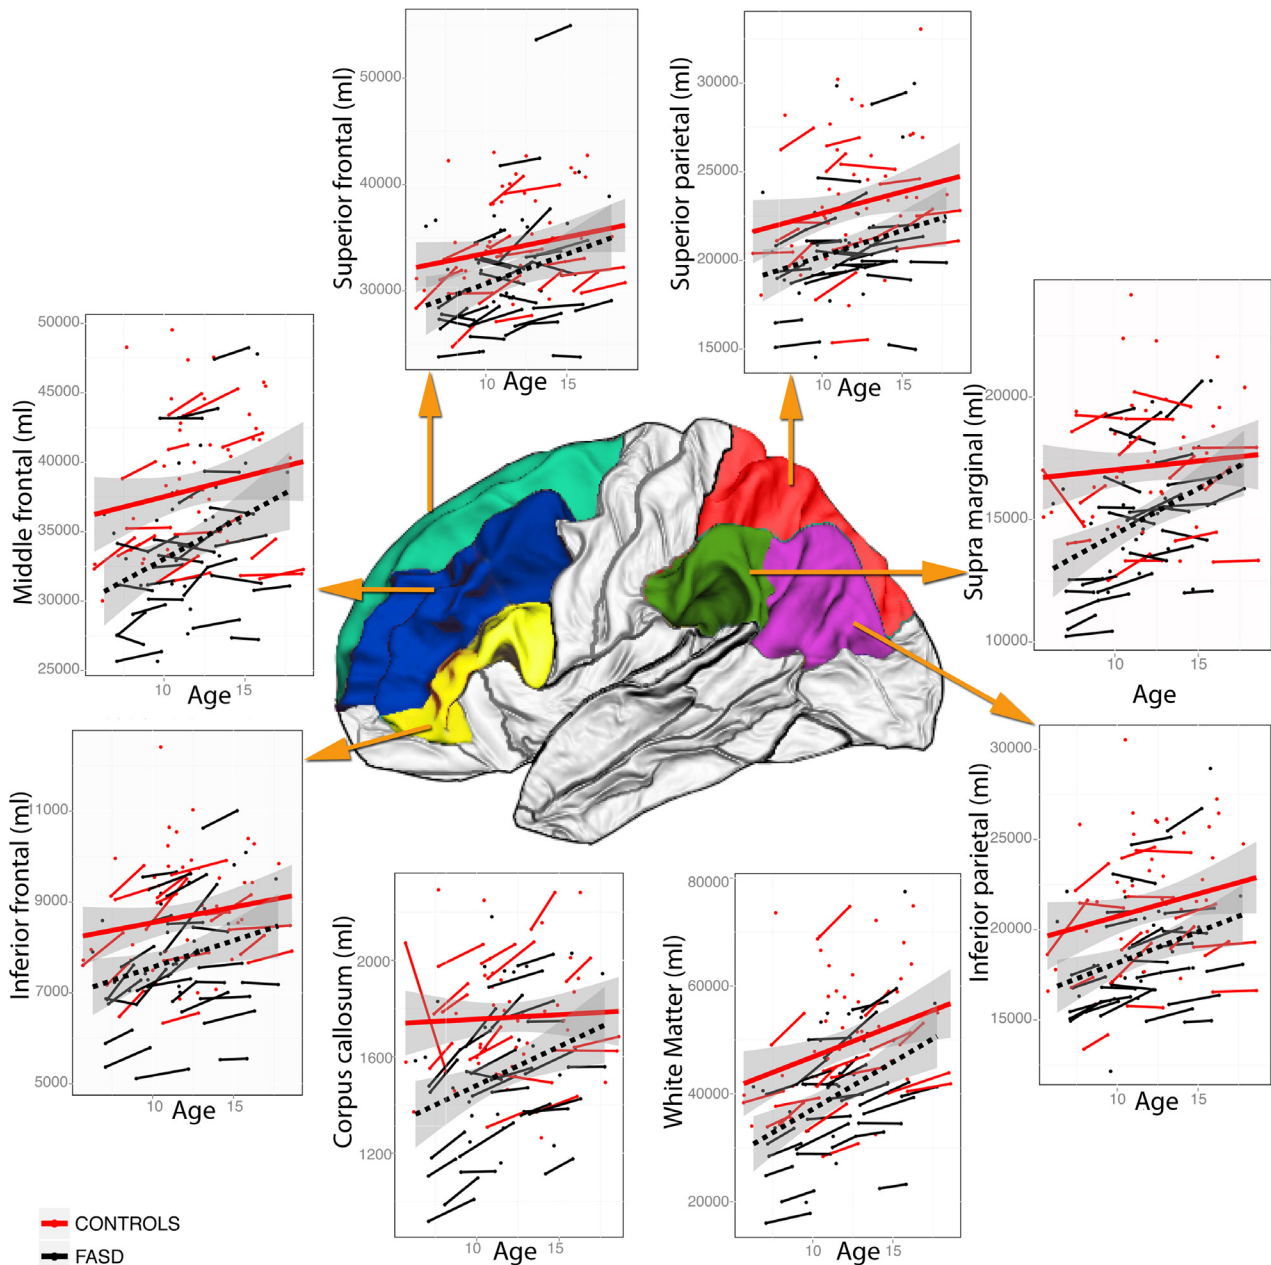 Superior frontal (ml)
50000
40000
30000
10
15
Age
Superior parietal (ml)
30000
25000
20000
15000
10
15
Age
Middle frontal (ml)
50000
45000
40000
35000
30000
25000
10
15
Age
Supra marginal (ml)
20000
15000
10000
10
15
Age
Inferior frontal (ml)
11000
9000
7000
5000
10
15
Age
Corpus callosum (ml)
2000
1600
1200
10
15
Age
White Matter (ml)
80000
60000
40000
20000
10
15
Age
Inferior parietal (ml)
30000
25000
20000
15000
10
15
Age
CONTROLS
FASD